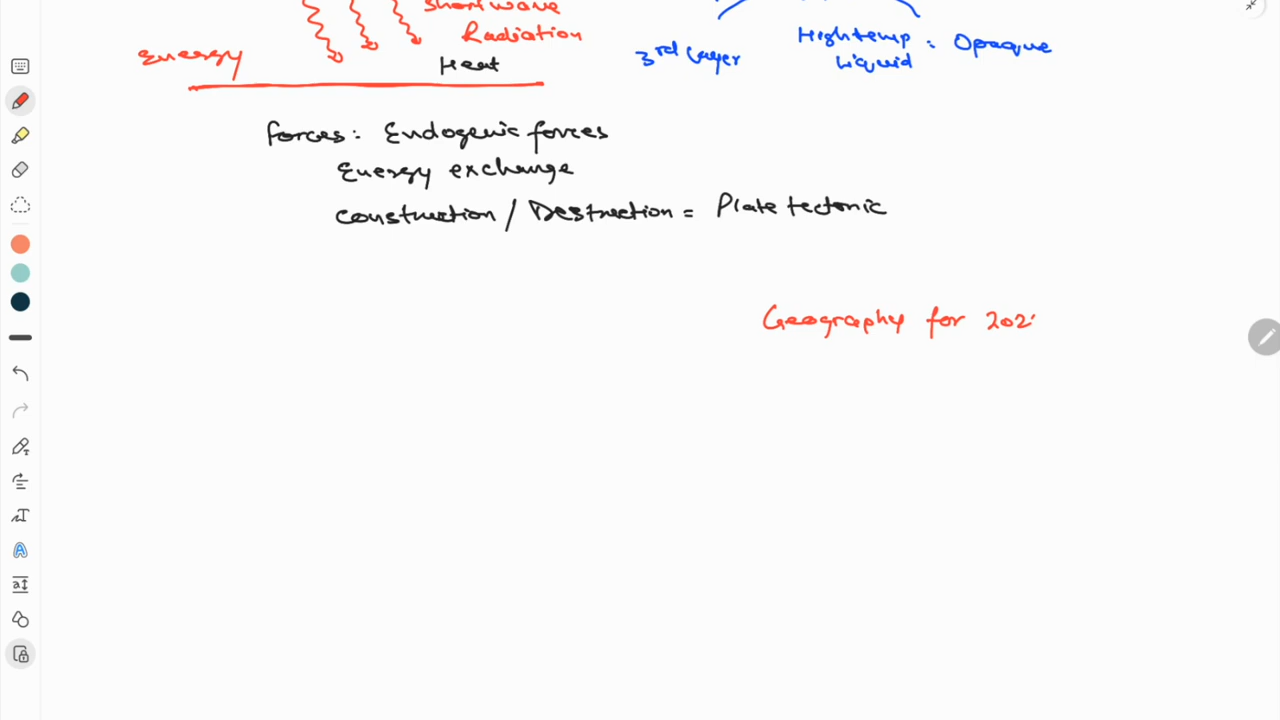 Shortwave
Radiation
Energy
Heat
3rd Layer
High temp : Opaque
Liquid
forces : Endogenic forces
Energy exchange
Construction / Destruction = Plate tectonic
Geography for 202